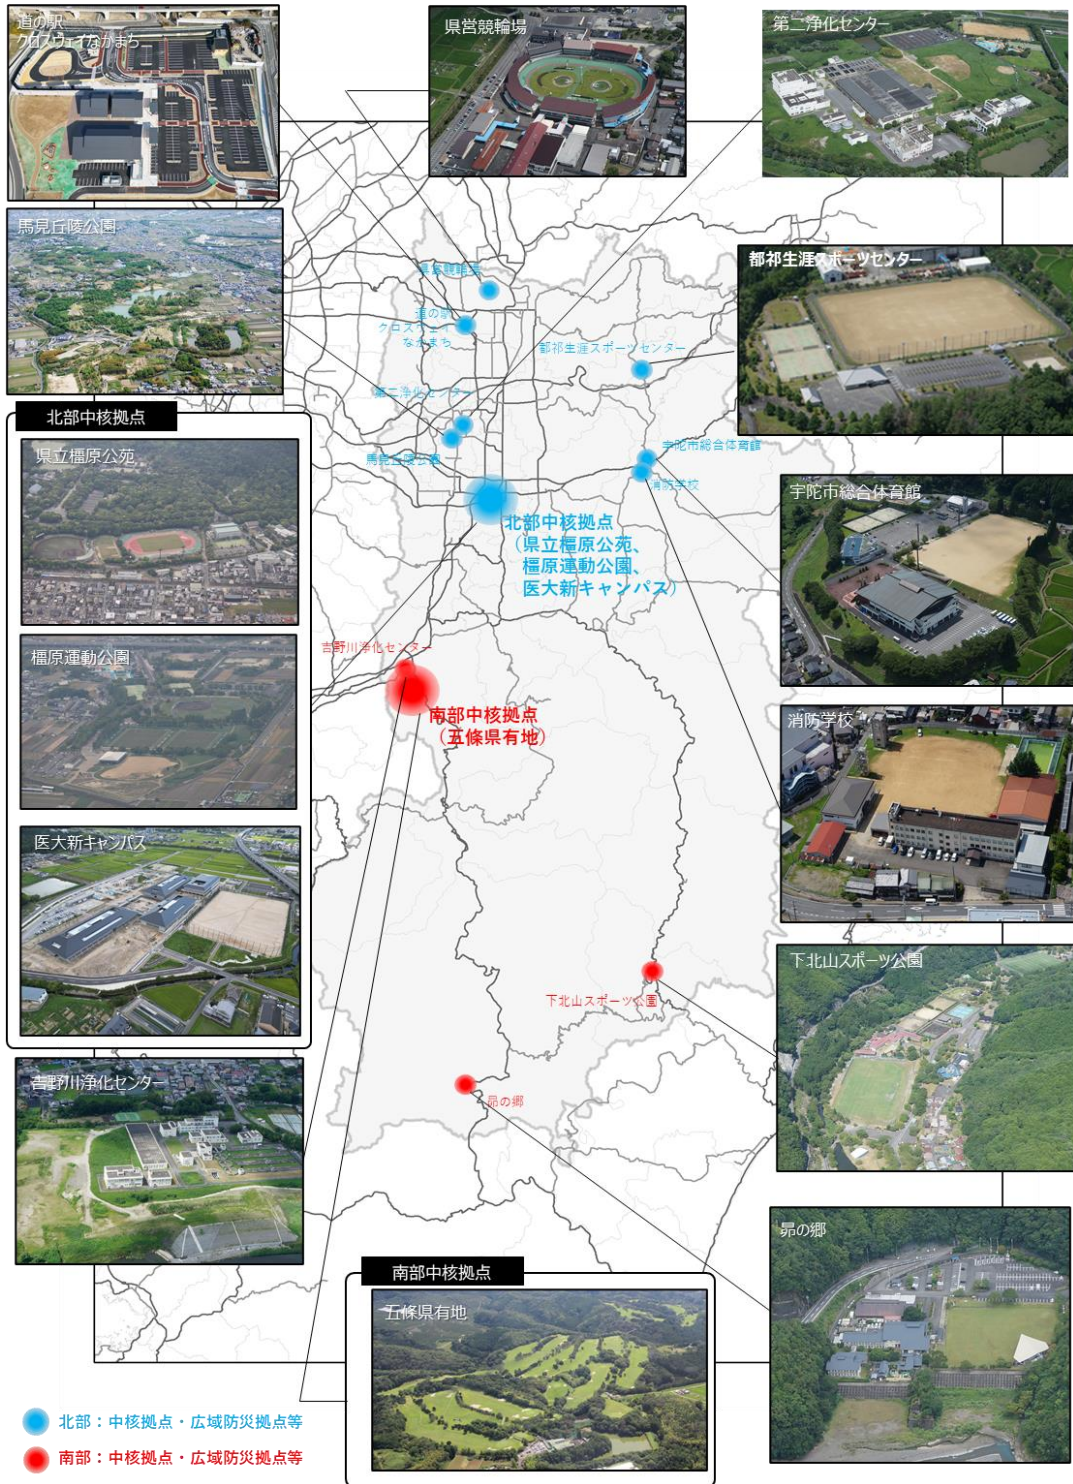 道の駅
クロスウェイなかまち
県営競輪場
第二浄化センター
馬見丘陵公園
都祁生涯スポーツセンター
北部中核拠点
県立橿原公苑
橿原運動公園
医大新キャンパス
宇陀市総合体育館
消防学校
吉野川浄化センター
下北山スポーツ公園
昴の郷
南部中核拠点
五條県有地
県営競輪場
道の駅
クロスウェイ
なかまち
都祁生涯スポーツセンター
第二浄化センター
馬見丘陵公園
宇陀市総合体育館
消防学校
北部中核拠点
(県立橿原公苑、
橿原運動公園、
医大新キャンパス)
吉野川浄化センター
南部中核拠点
(五條県有地)
下北山スポーツ公園
昴の郷
北部：中核拠点・広域防災拠点等
南部：中核拠点・広域防災拠点等